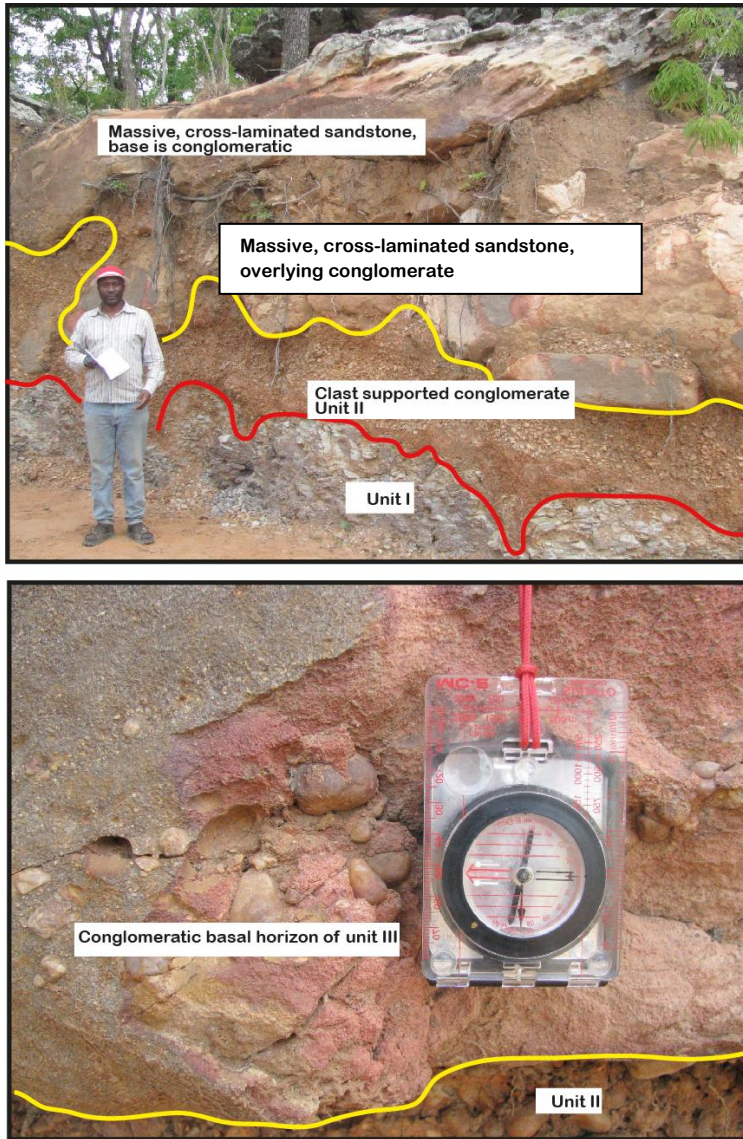 Massive, cross-laminated sandstone,
base is conglomeratic
Massive, cross-laminated sandstone,
overlying conglomerate
Clast supported conglomerate
Unit II
Unit I
Conglomeratic basal horizon of unit III
Unit II